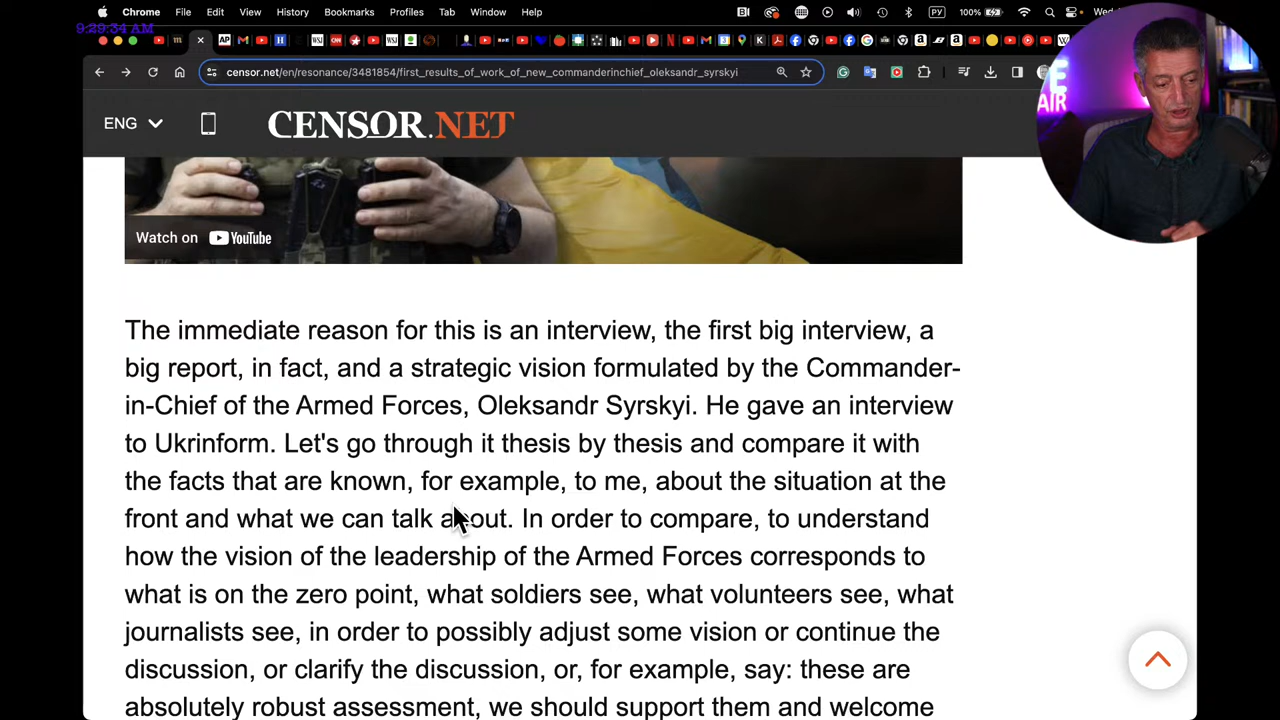 Chrome File Edit View History Bookmarks Profiles Tab Window Help РУ 100% Wed
9:29:34 AM
censor.net/en/resonance/3481854/first_results_of_work_of_new_commanderinchief_oleksandr_syrskyi
AIR
ENG CENSOR.NET
Watch on YouTube
The immediate reason for this is an interview, the first big interview, a
big report, in fact, and a strategic vision formulated by the Commander-
in-Chief of the Armed Forces, Oleksandr Syrskyi. He gave an interview
to Ukrinform. Let's go through it thesis by thesis and compare it with
the facts that are known, for example, to me, about the situation at the
front and what we can talk about. In order to compare, to understand
how the vision of the leadership of the Armed Forces corresponds to
what is on the zero point, what soldiers see, what volunteers see, what
journalists see, in order to possibly adjust some vision or continue the
discussion, or clarify the discussion, or, for example, say: these are
absolutely robust assessment, we should support them and welcome